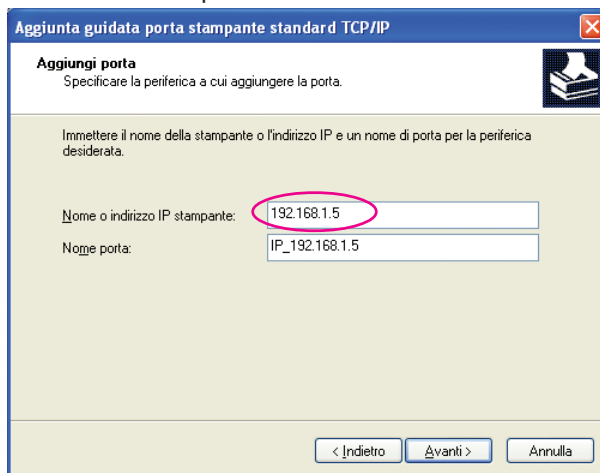 Aggiunta guidata porta stampante standard TCP/IP
Aggiungi porta
Specificare la periferica a cui aggiungere la porta.
Immettere il nome della stampante o l'indirizzo IP e un nome di porta per la periferica
desiderata.
Nome o indirizzo IP stampante: 192.168.1.5
Nome porta: IP_192.168.1.5
< Indietro Avanti > Annulla